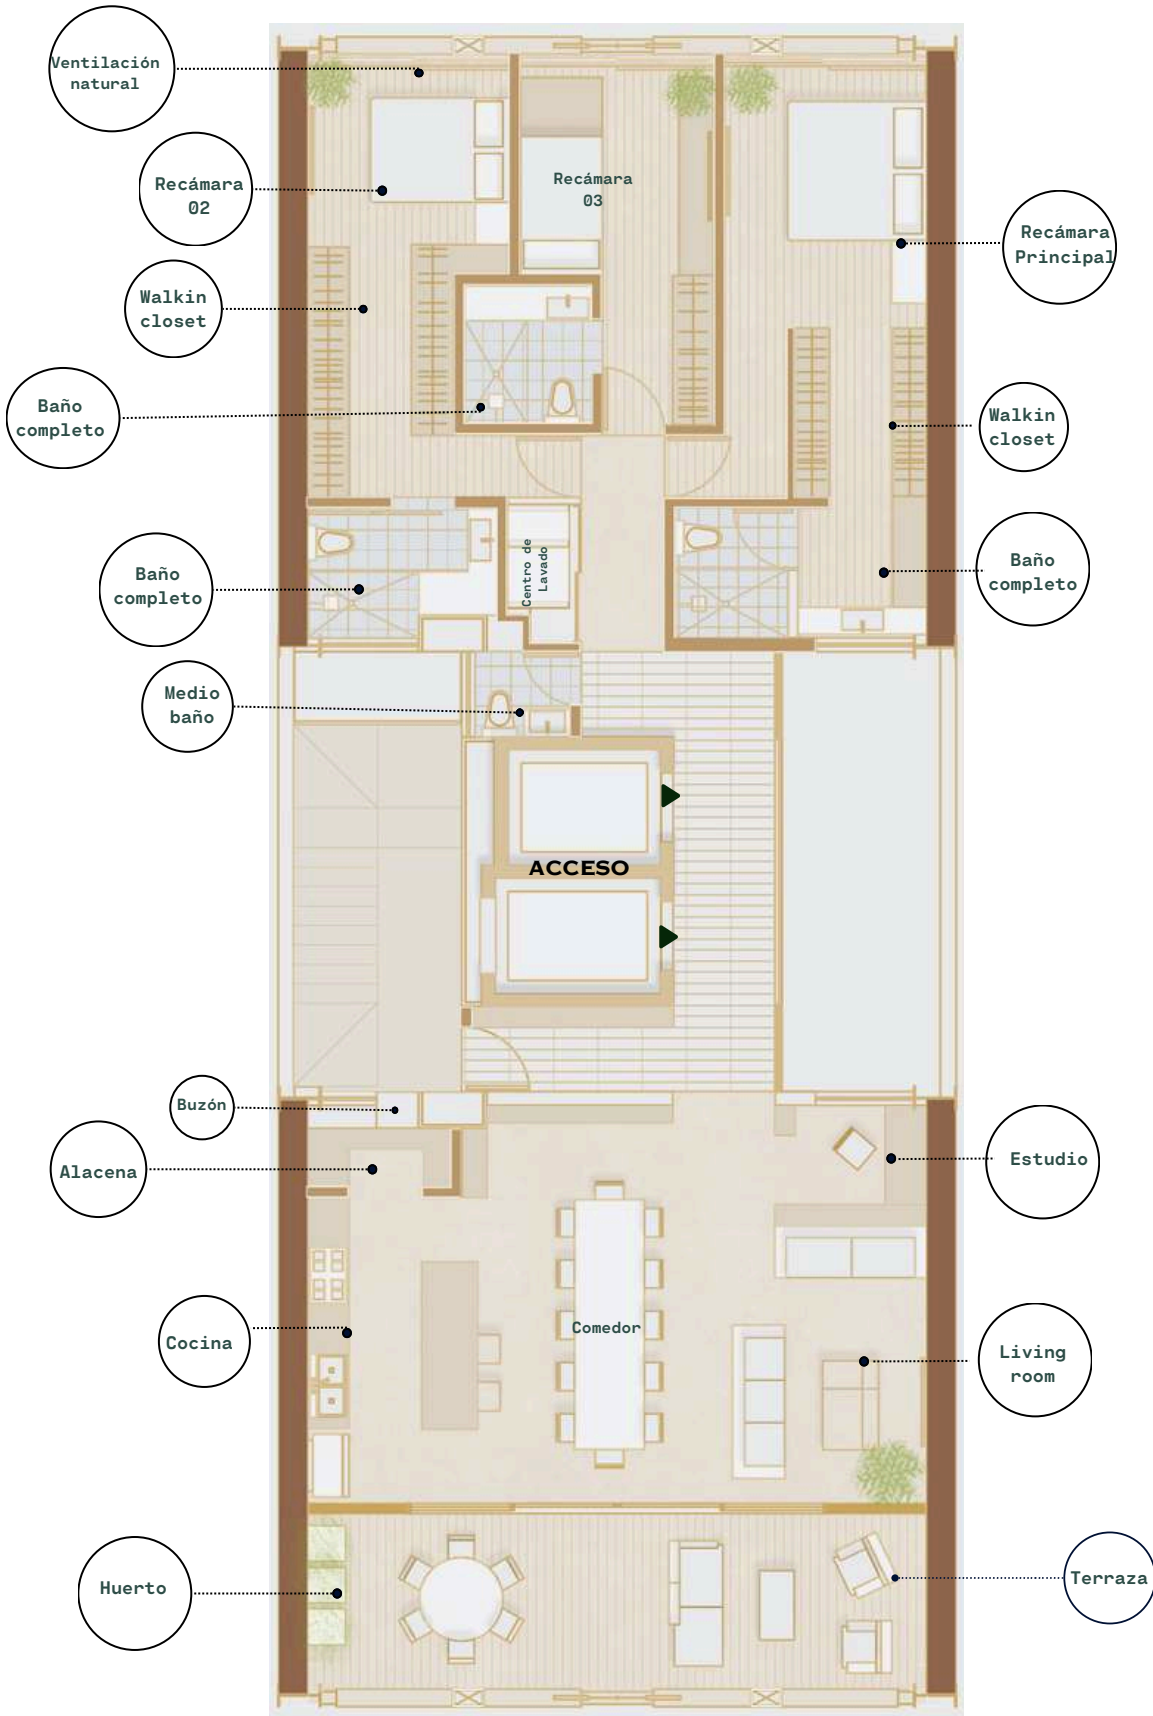 Ventilación
natural
Recámara
02
Recámara
03
Recámara
Principal
Walkin
closet
Baño
completo
Walkin
closet
Baño
completo
Centro de
Lavado
Baño
completo
Medio
baño
ACCESO
Buzón
Alacena
Estudio
Cocina
Comedor
Living
room
Huerto
Terraza